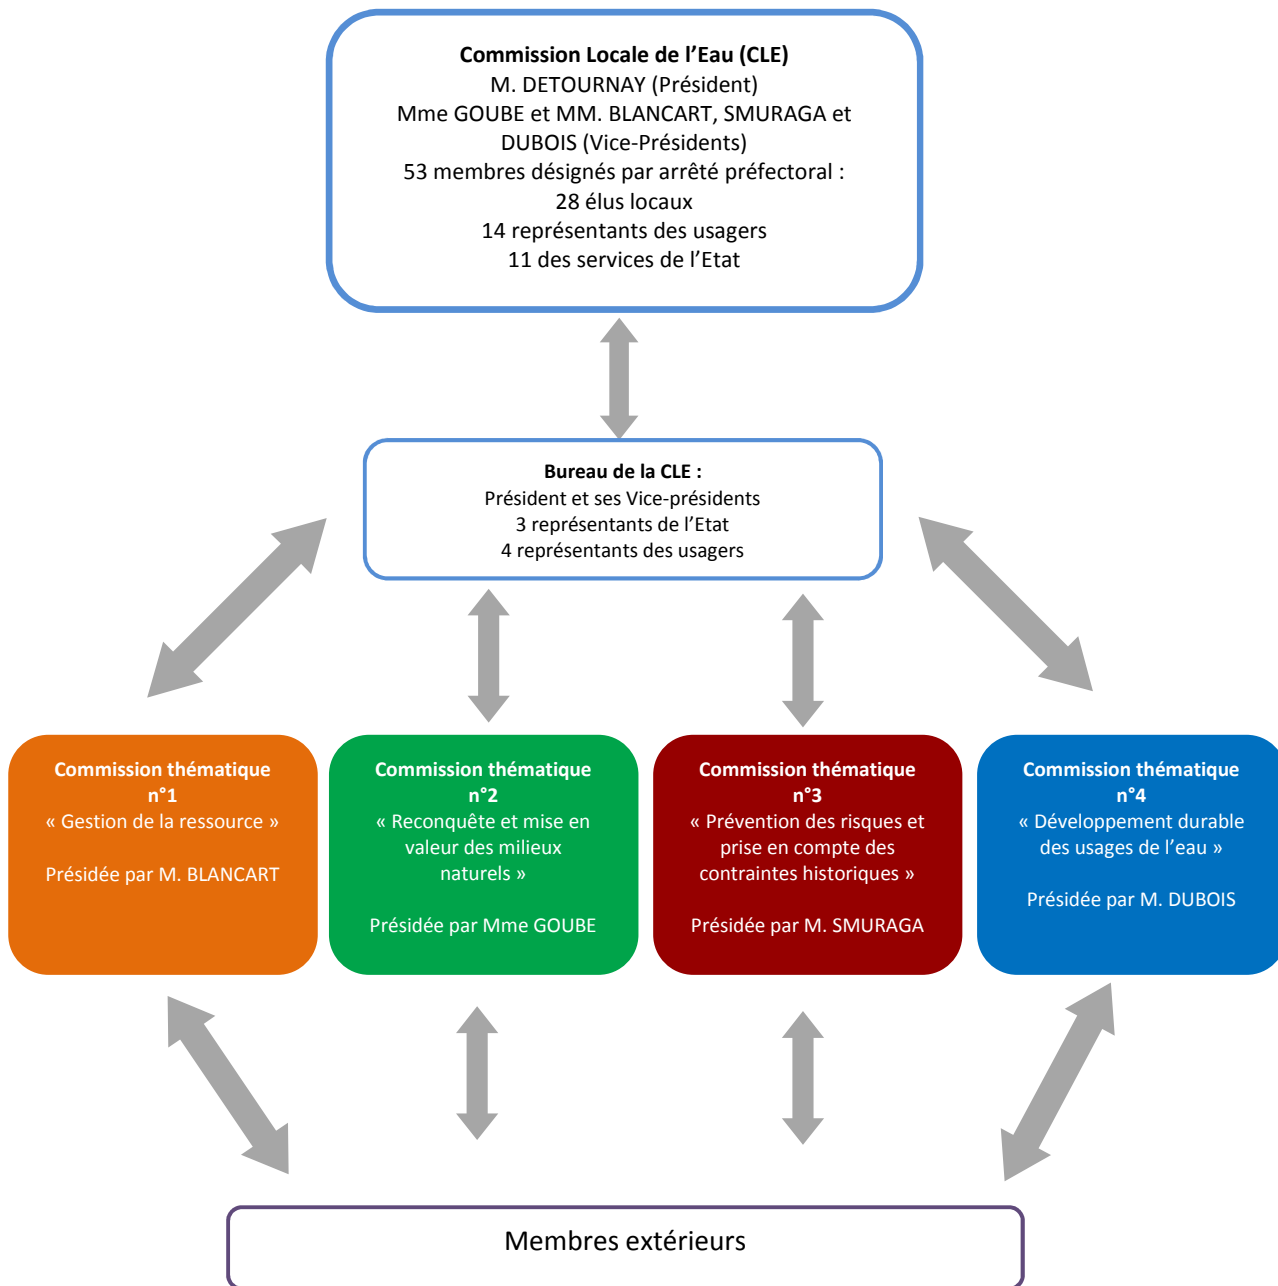 Commission Locale de l’Eau (CLE)
M. DETOURNAY (Président)
Mme GOUBE et MM. BLANCART, SMURAGA et
DUBOIS (Vice-Présidents)
53 membres désignés par arrêté préfectoral :
28 élus locaux
14 représentants des usagers
11 des services de l’Etat
Bureau de la CLE :
Président et ses Vice-présidents
3 représentants de l’Etat
4 représentants des usagers
Commission thématique
n°1
« Gestion de la ressource »
Présidée par M. BLANCART
Commission thématique
n°2
« Reconquête et mise en
valeur des milieux
naturels »
Présidée par Mme GOUBE
Commission thématique
n°3
« Prévention des risques et
prise en compte des
contraintes historiques »
Présidée par M. SMURAGA
Commission thématique
n°4
« Développement durable
des usages de l’eau »
Présidée par M. DUBOIS
Membres extérieurs